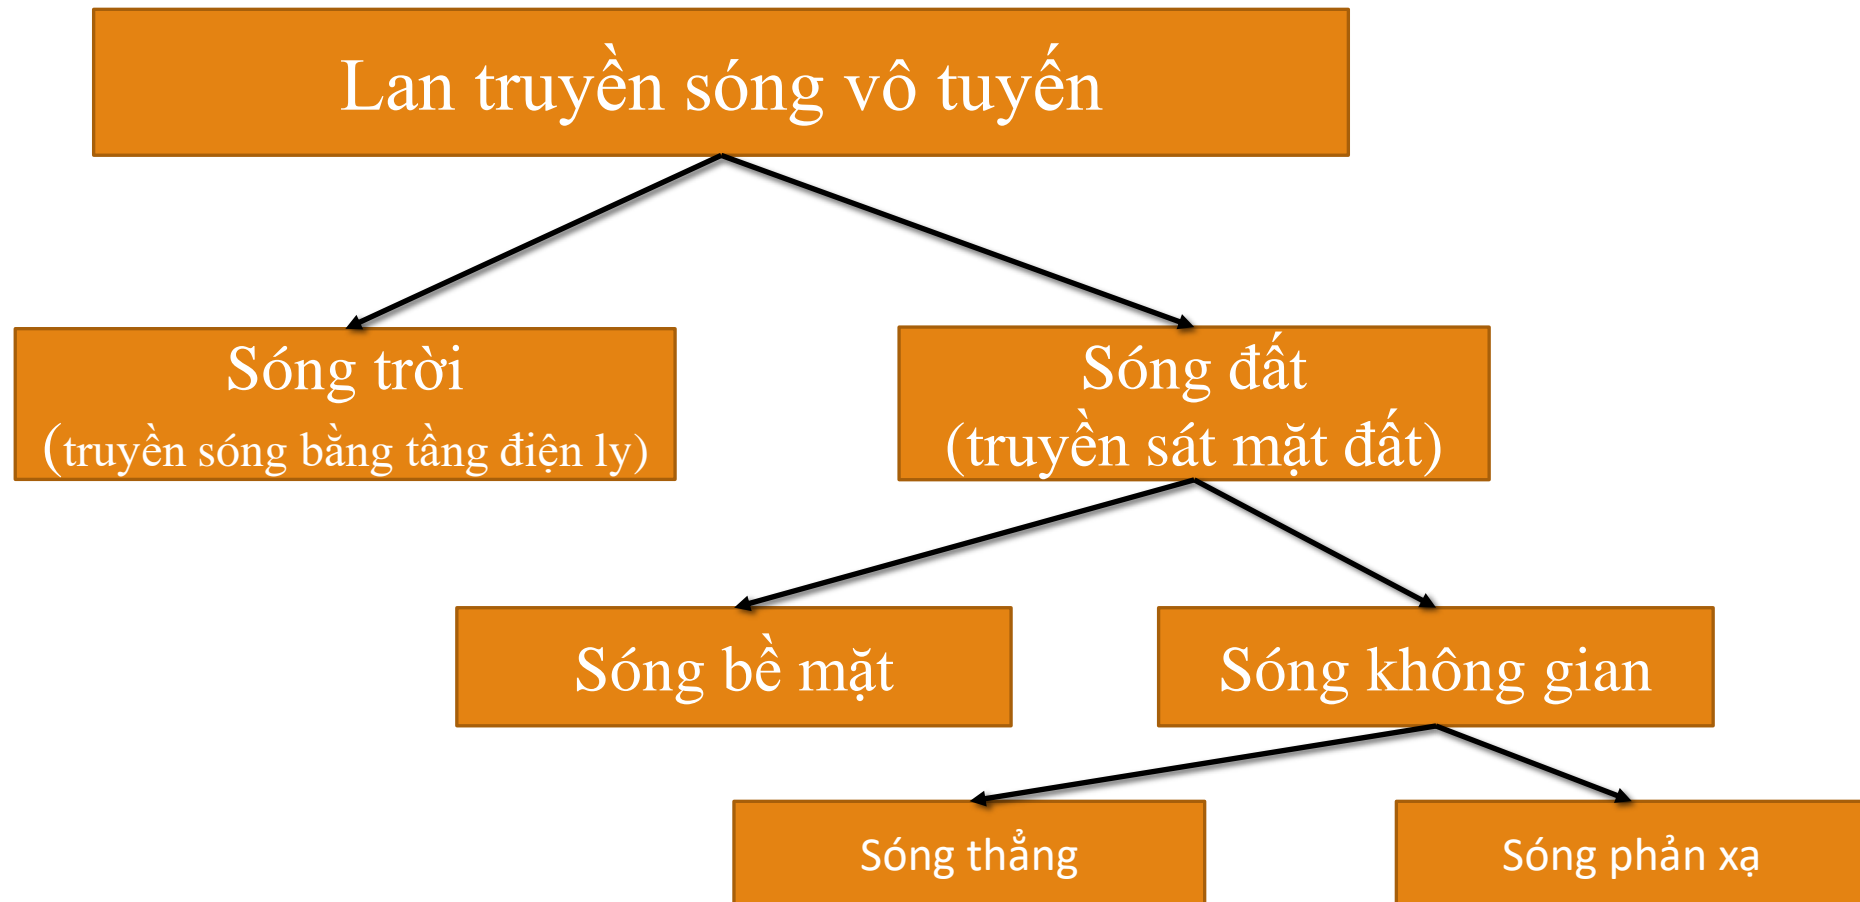 Lan truyền sóng vô tuyến
Sóng trời
(truyền sóng bằng tầng điện ly)
Sóng đất
(truyền sát mặt đất)
Sóng bề mặt
Sóng không gian
Sóng thẳng
Sóng phản xạ